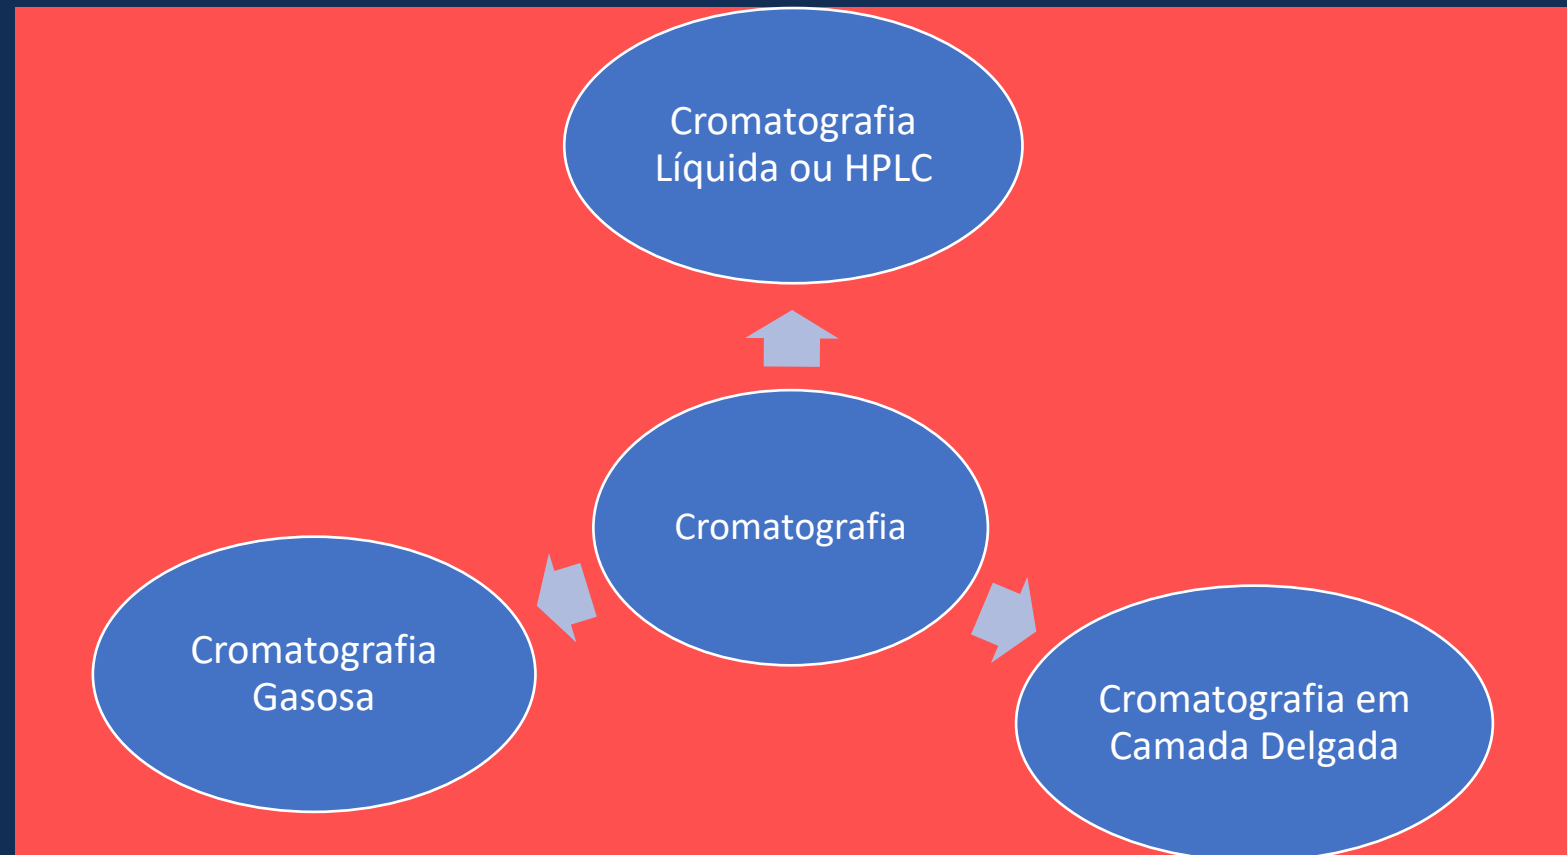 Cromatografia
Líquida ou HPLC
Cromatografia
Cromatografia
Gasosa
Cromatografia em
Camada Delgada